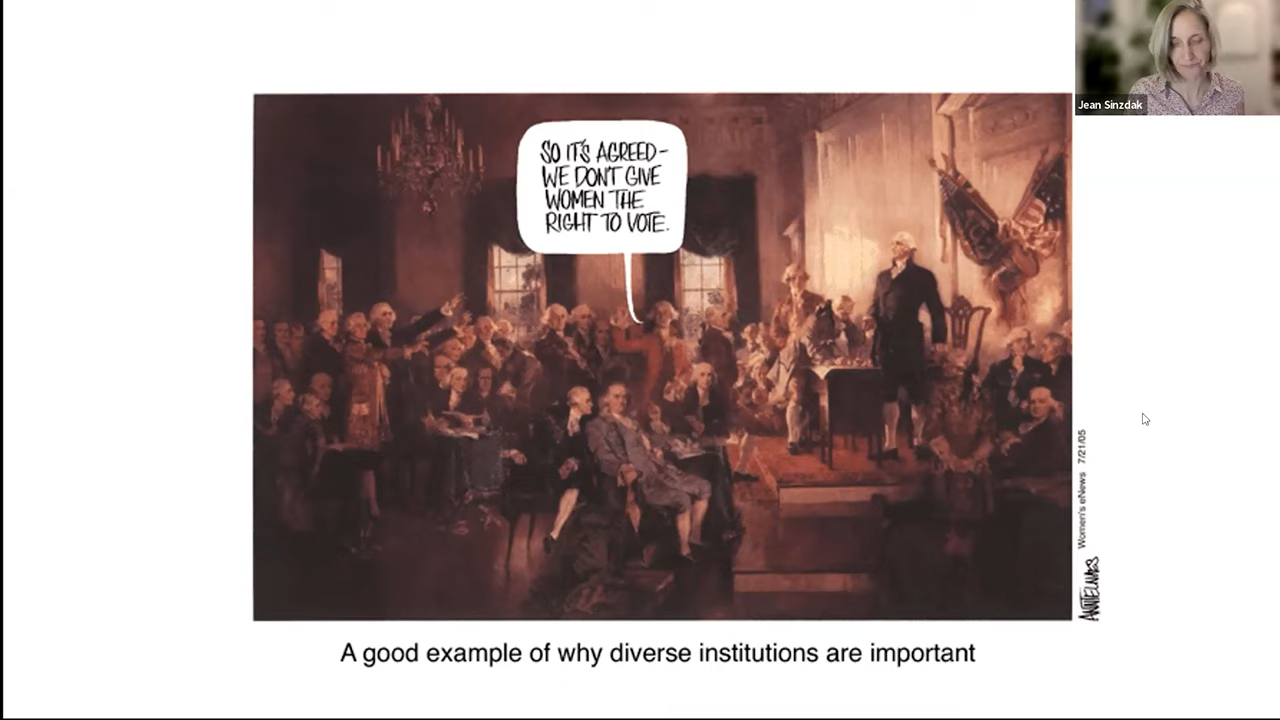 Jean Sinzdak
SO IT'S AGREED -
WE DON'T GIVE
WOMEN THE
RIGHT TO VOTE.
Women's eNews 7/21/05
A good example of why diverse institutions are important